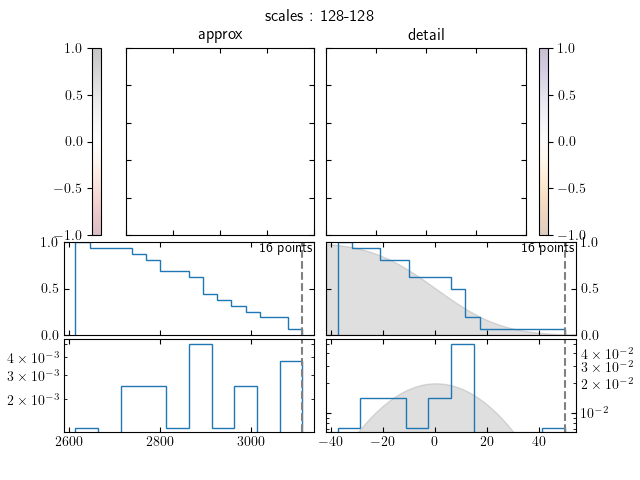 scales : 128-128
approx detail
1.0 1.0
0.5 0.5
0.0 0.0
−0.5 −0.5
−1.0 −1.0
16 points 16 points
1.0 1.0
0.5 0.5
0.0 0.0
4 × 10⁻³ 4 × 10⁻²
3 × 10⁻³ 3 × 10⁻²
2 × 10⁻³ 2 × 10⁻²
10⁻²
2600 2800 3000 −40 −20 0 20 40